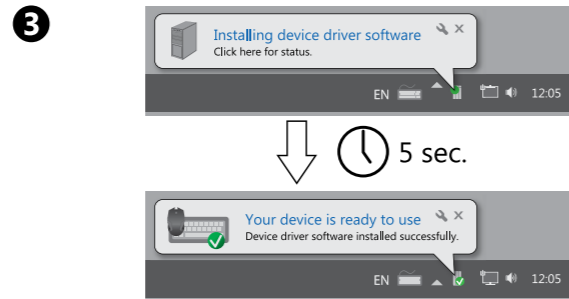 3
Installing device driver software
Click here for status.
EN 12:05
5 sec.
Your device is ready to use
Device driver software installed successfully.
EN 12:05